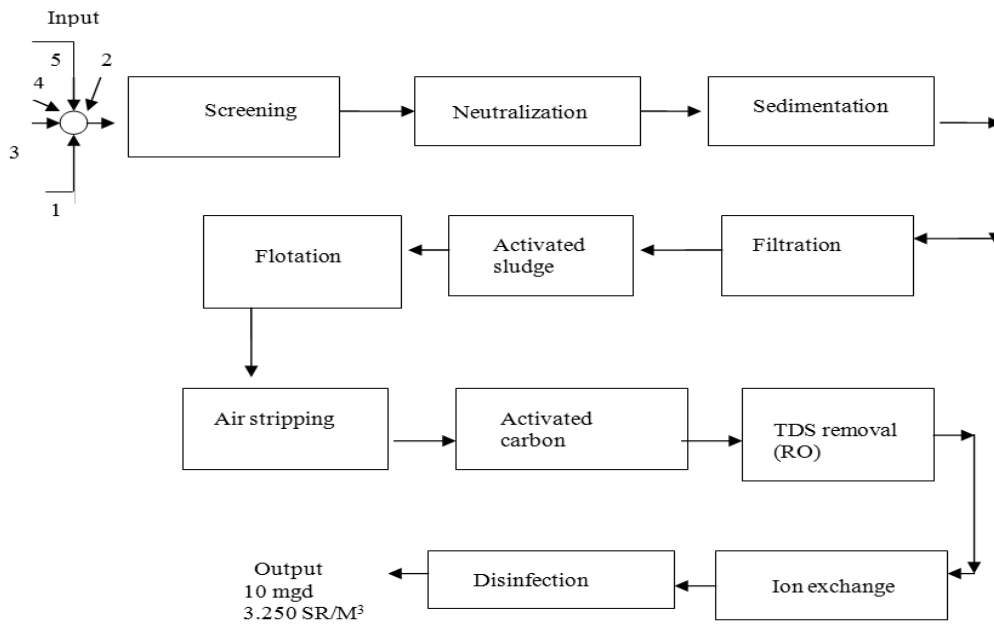 Input
5
2
4
3
1
Screening
Neutralization
Sedimentation
Filtration
Activated
sludge
Flotation
Air stripping
Activated
carbon
TDS removal
(RO)
Ion exchange
Disinfection
Output
10 mgd
3.250 SR/M³